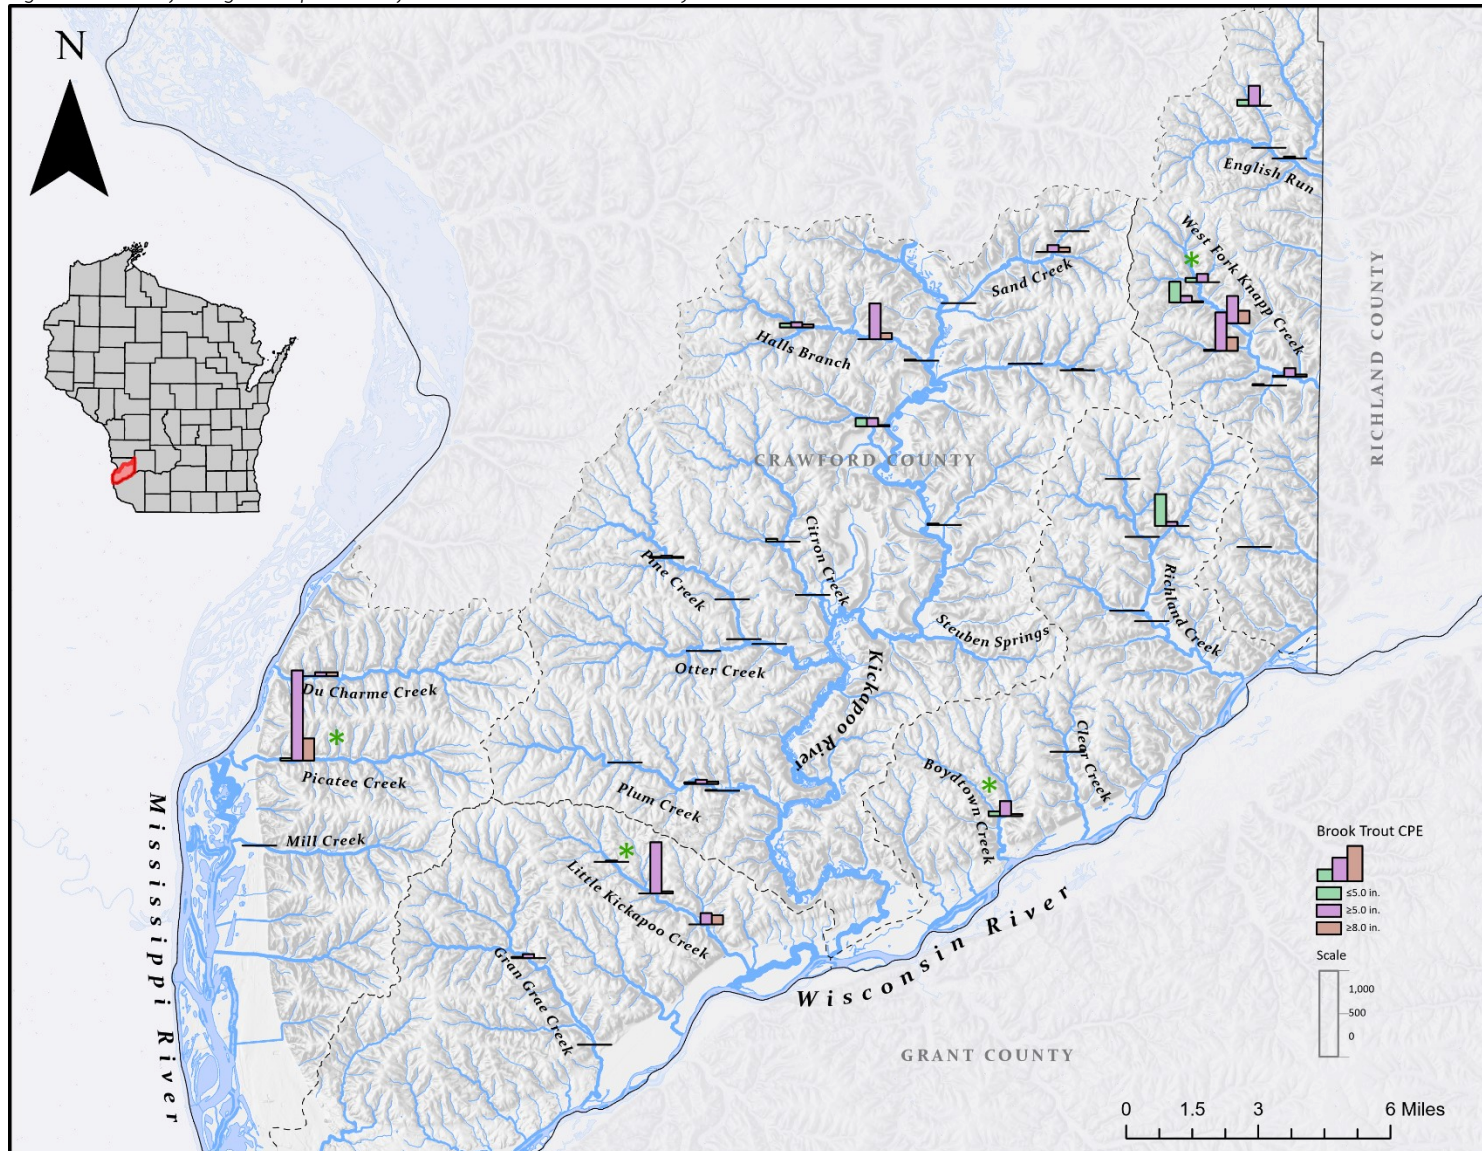 N
English Run
West Fork Knapp Creek
RICHLAND COUNTY
Sand Creek
Halls Branch
CRAWFORD COUNTY
Citron Creek
Pine Creek
Richland Creek
Steuben Springs
Otter Creek
Kickapoo River
Du Charme Creek
Picatee Creek
Clear Creek
Boydtown Creek
Plum Creek
Mill Creek
Mississippi River
Little Kickapoo Creek
Gran Grae Creek
Wisconsin River
GRANT COUNTY
Brook Trout CPE
≤5.0 in.
≥5.0 in.
≥8.0 in.
Scale
1,000
500
0
0 1.5 3 6 Miles